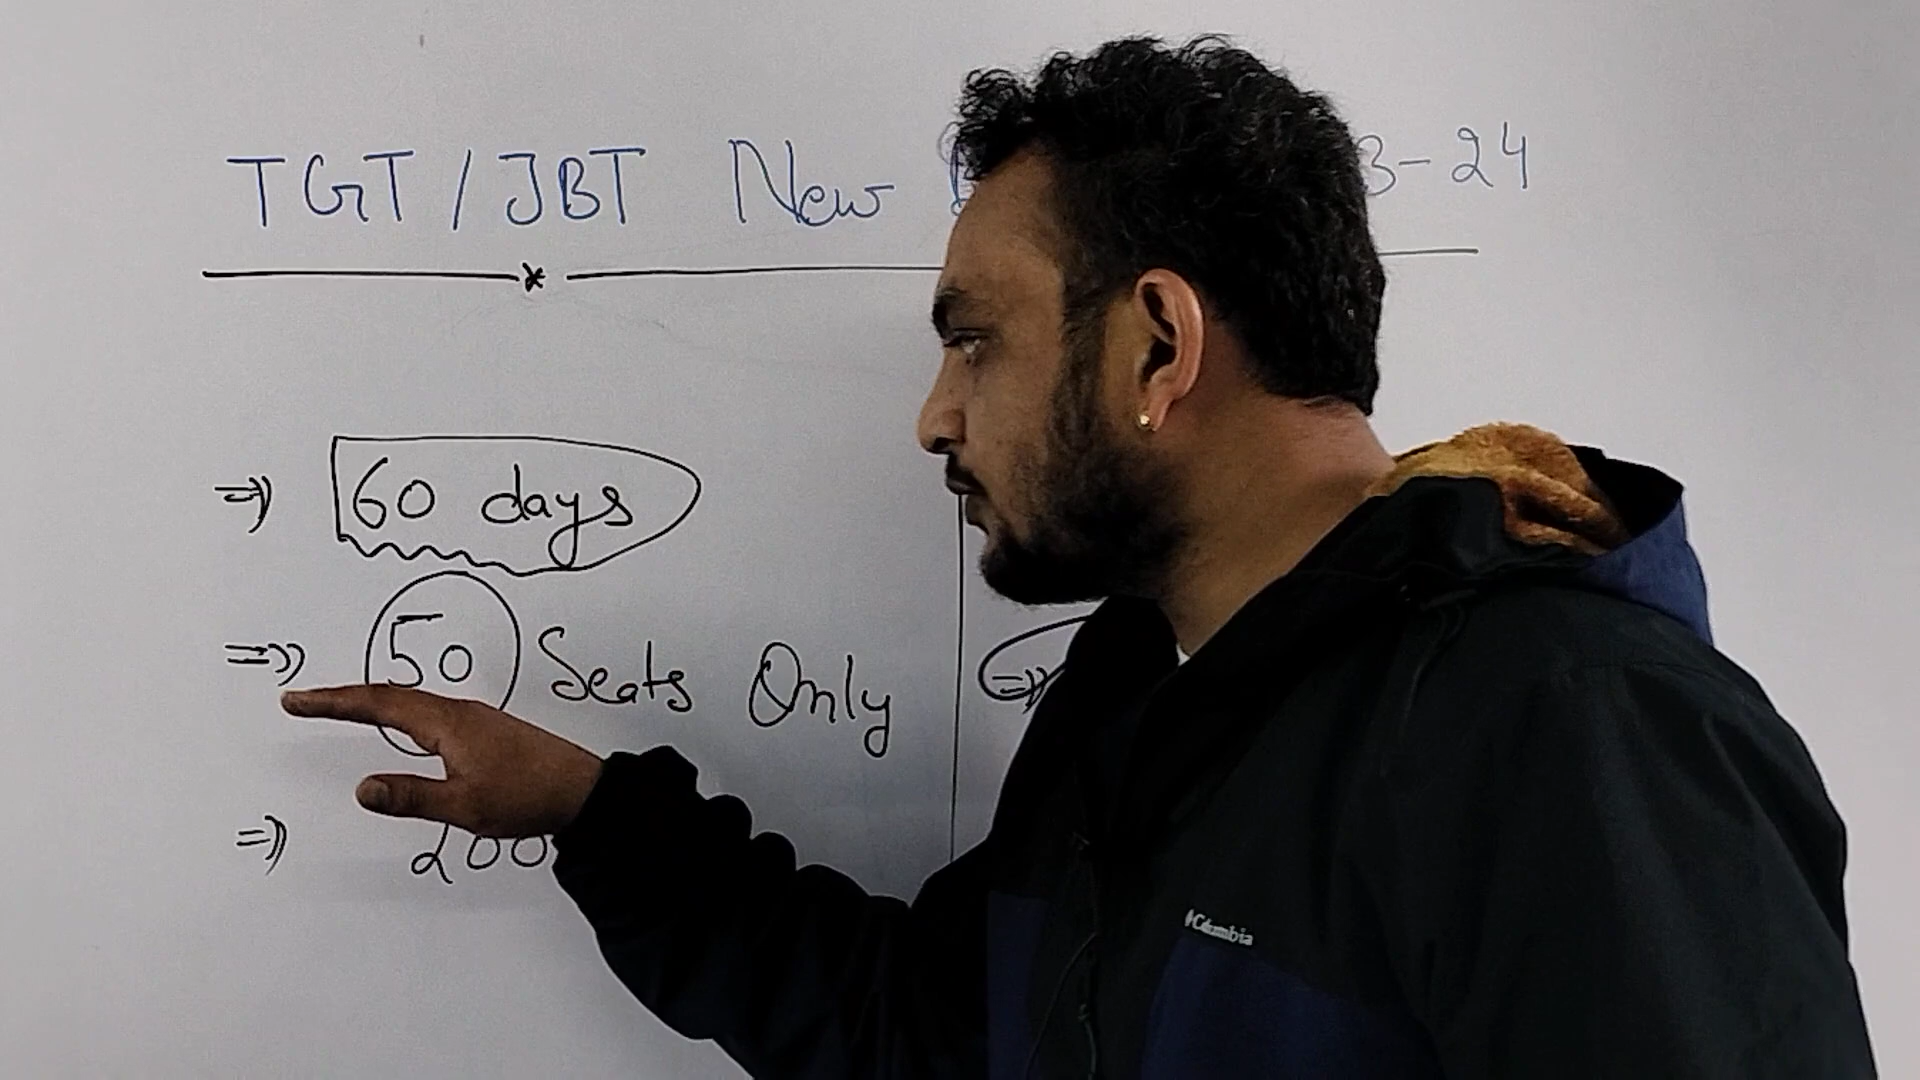 TGT / JBT New 3-24
⇒ 60 days
⇒ 50 Seats Only
⇒
⇒ 200
Columbia